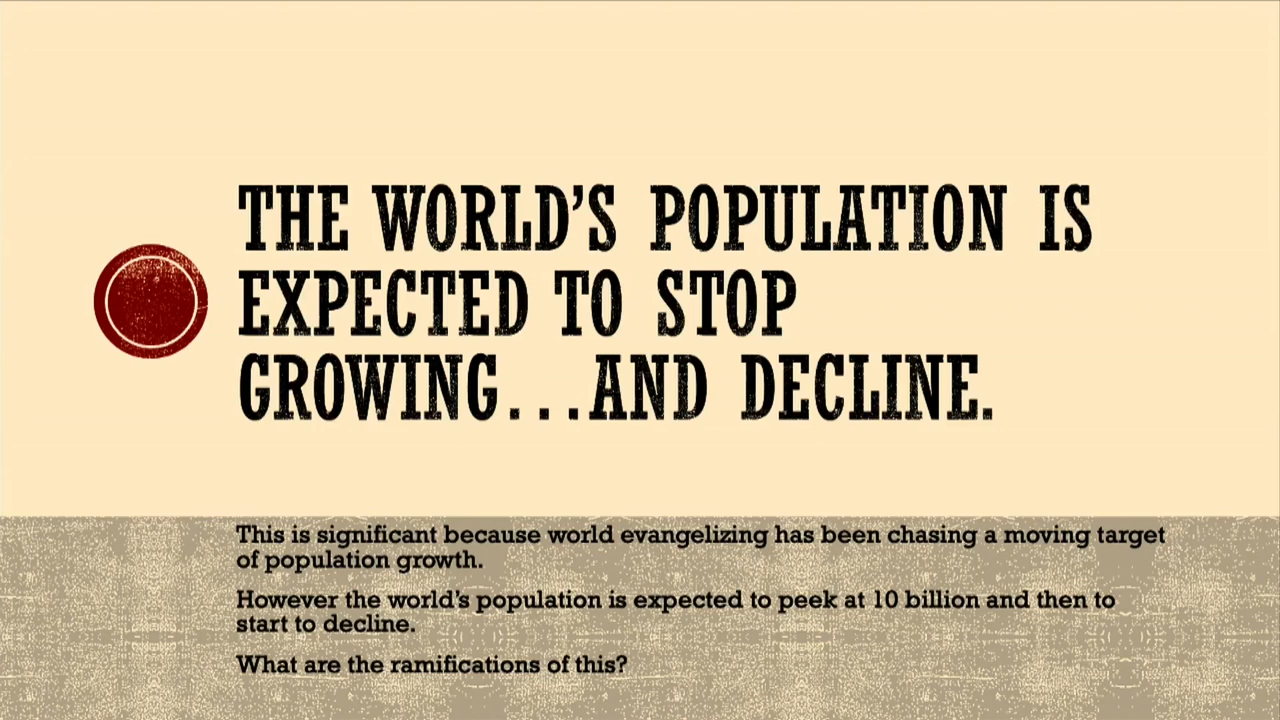 THE WORLD’S POPULATION IS
EXPECTED TO STOP
GROWING...AND DECLINE.
This is significant because world evangelizing has been chasing a moving target
of population growth.
However the world’s population is expected to peek at 10 billion and then to
start to decline.
What are the ramifications of this?